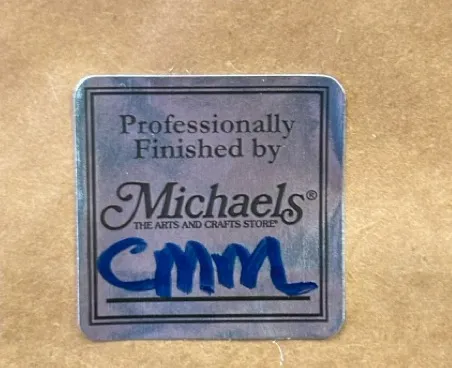 Professionally
Finished by
Michaels®
THE ARTS AND CRAFTS STORE®
CMM